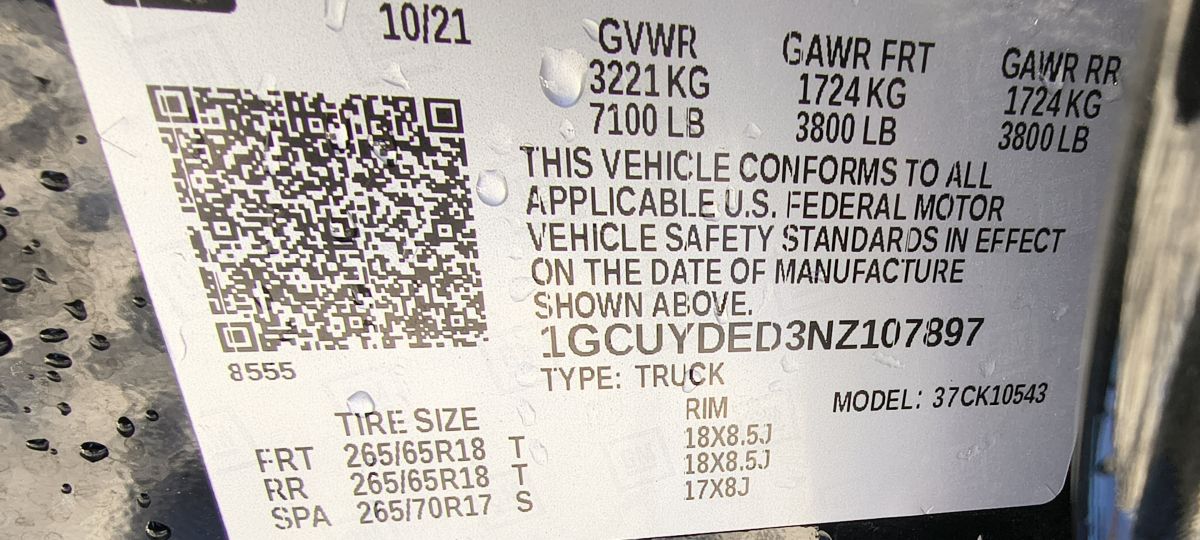 10/21
GVWR GAWR FRT GAWR RR
3221 KG 1724 KG 1724 KG
7100 LB 3800 LB 3800 LB
THIS VEHICLE CONFORMS TO ALL
APPLICABLE U.S. FEDERAL MOTOR
VEHICLE SAFETY STANDARDS IN EFFECT
ON THE DATE OF MANUFACTURE
SHOWN ABOVE.
1GCUYDED3NZ107897
8555
TYPE: TRUCK
MODEL: 37CK10543
TIRE SIZE RIM
FRT 265/65R18 T 18X8.5J
RR 265/65R18 T 18X8.5J
SPA 265/70R17 S 17X8J